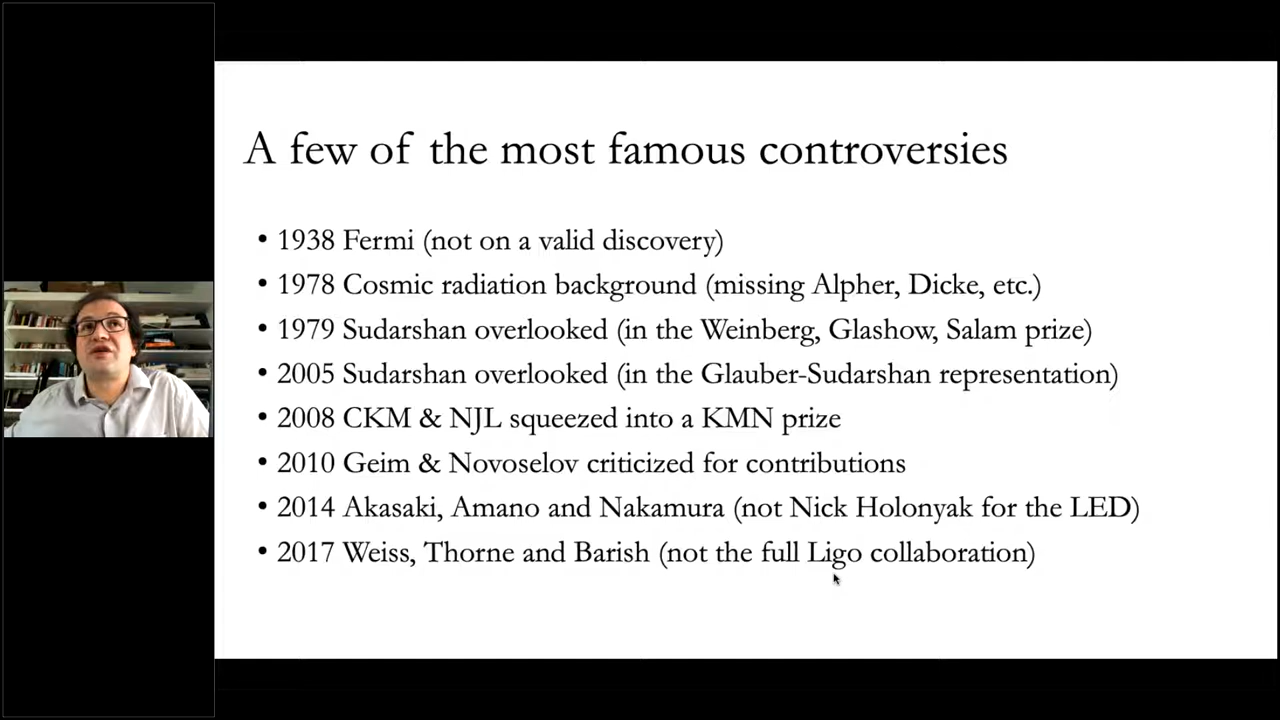 A few of the most famous controversies
• 1938 Fermi (not on a valid discovery)
• 1978 Cosmic radiation background (missing Alpher, Dicke, etc.)
• 1979 Sudarshan overlooked (in the Weinberg, Glashow, Salam prize)
• 2005 Sudarshan overlooked (in the Glauber-Sudarshan representation)
• 2008 CKM & NJL squeezed into a KMN prize
• 2010 Geim & Novoselov criticized for contributions
• 2014 Akasaki, Amano and Nakamura (not Nick Holonyak for the LED)
• 2017 Weiss, Thorne and Barish (not the full Ligo collaboration)